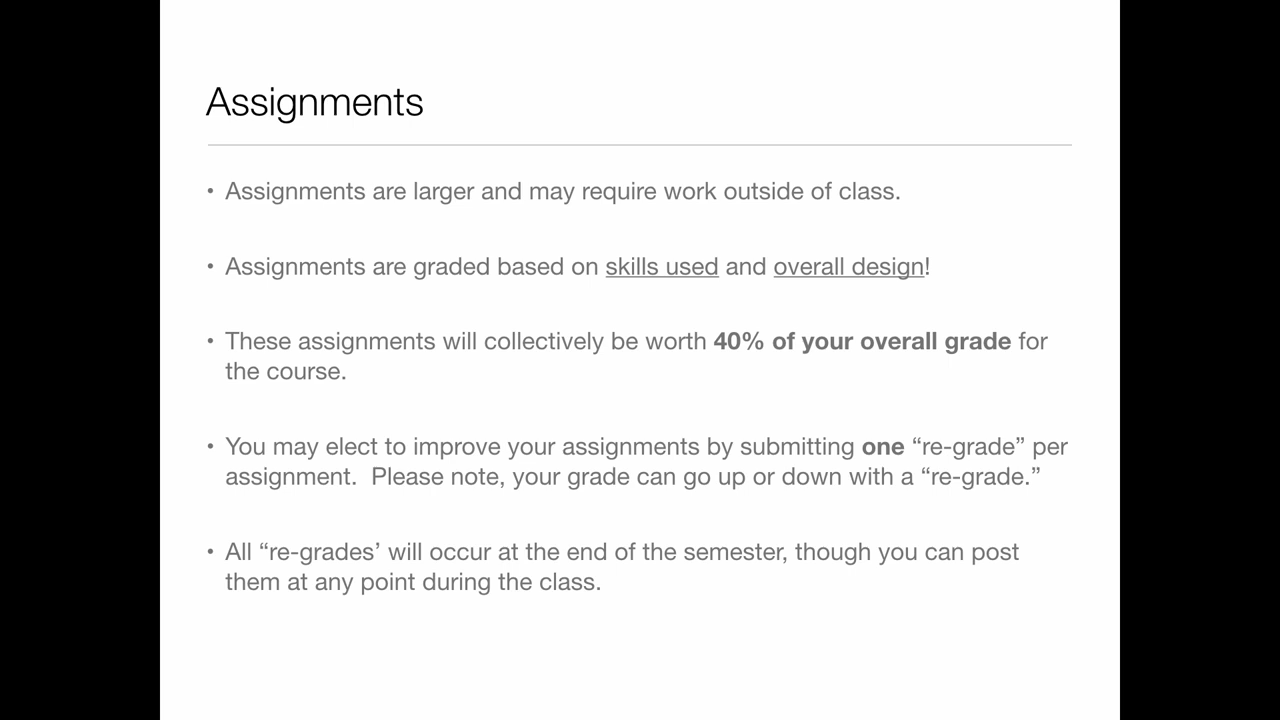 Assignments
• Assignments are larger and may require work outside of class.
• Assignments are graded based on skills used and overall design!
• These assignments will collectively be worth 40% of your overall grade for
the course.
• You may elect to improve your assignments by submitting one “re-grade” per
assignment.  Please note, your grade can go up or down with a “re-grade.”
• All “re-grades’ will occur at the end of the semester, though you can post
them at any point during the class.